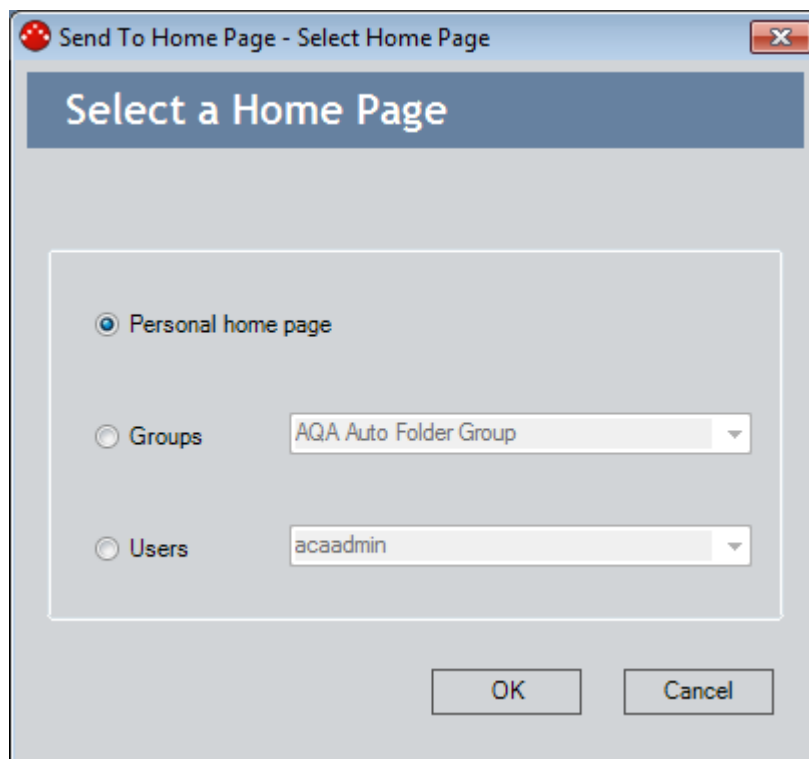 Send To Home Page - Select Home Page
Select a Home Page
Personal home page
Groups AQA Auto Folder Group
Users acaadmin
OK Cancel